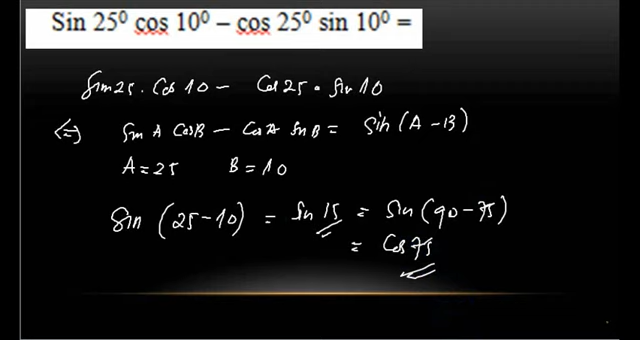 Sin 25⁰ cos 10⁰ – cos 25⁰ sin 10⁰ =
Sin 25 . Cos 10 – Cos 25 . Sin 10
<=> Sin A Cos B – Cos A Sin B = Sin (A – B)
A = 25 B = 10
Sin (25 – 10) = Sin 15 = Sin (90 – 75)
= Cos 75